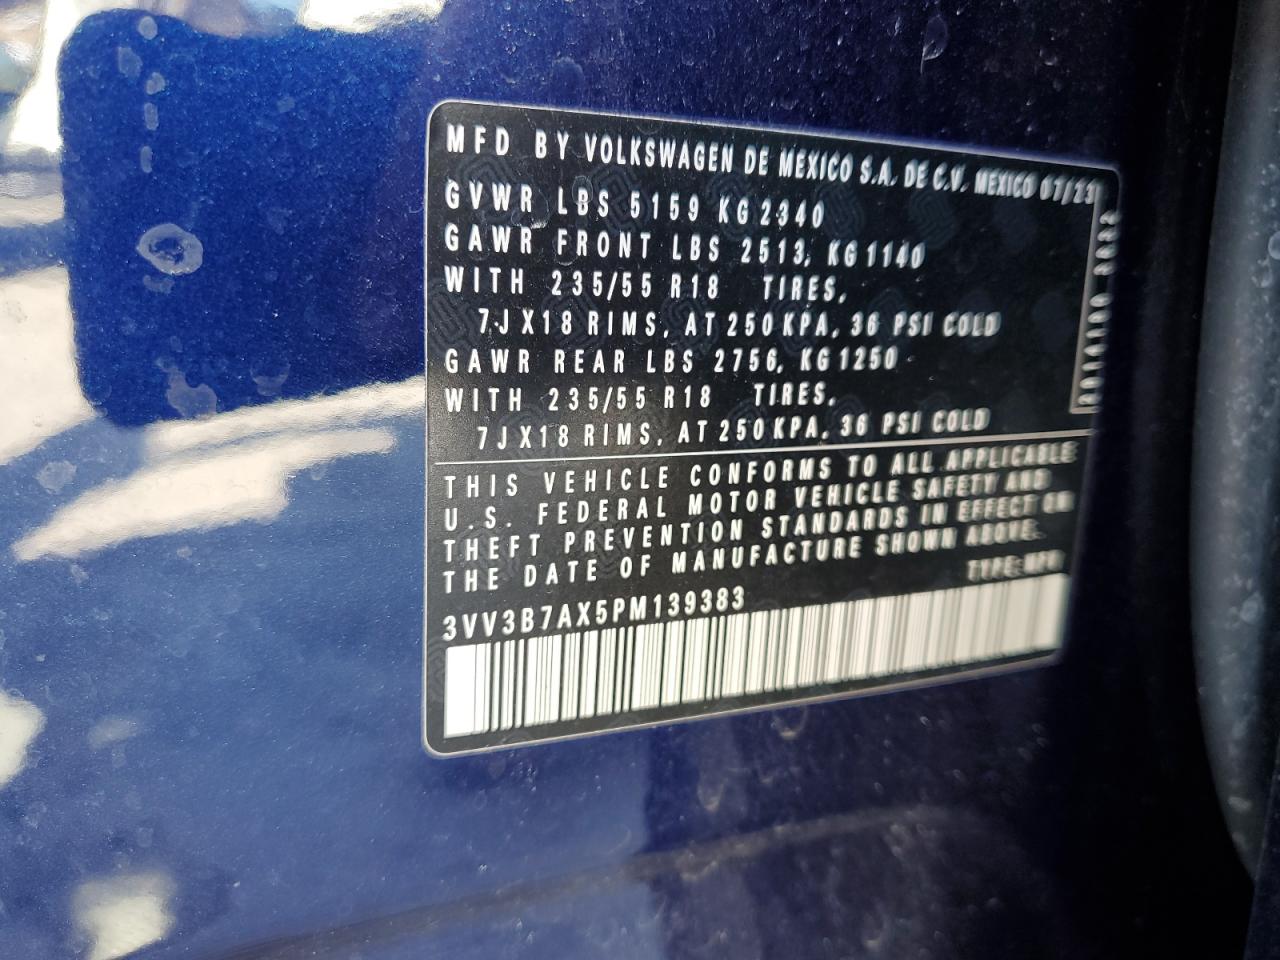 MFD BY VOLKSWAGEN DE MEXICO S.A. DE C.V. MEXICO 07/23
GVWR LBS 5159 KG 2340
GAWR FRONT LBS 2513, KG 1140
WITH 235/55 R18 TIRES,
7JX18 RIMS, AT 250 KPA, 36 PSI COLD
GAWR REAR LBS 2756, KG 1250
WITH 235/55 R18 TIRES,
7JX18 RIMS, AT 250 KPA, 36 PSI COLD
THIS VEHICLE CONFORMS TO ALL APPLICABLE
U.S. FEDERAL MOTOR VEHICLE SAFETY AND
THEFT PREVENTION STANDARDS IN EFFECT ON
THE DATE OF MANUFACTURE SHOWN ABOVE.
TYPE: MPV
3VV3B7AX5PM139383